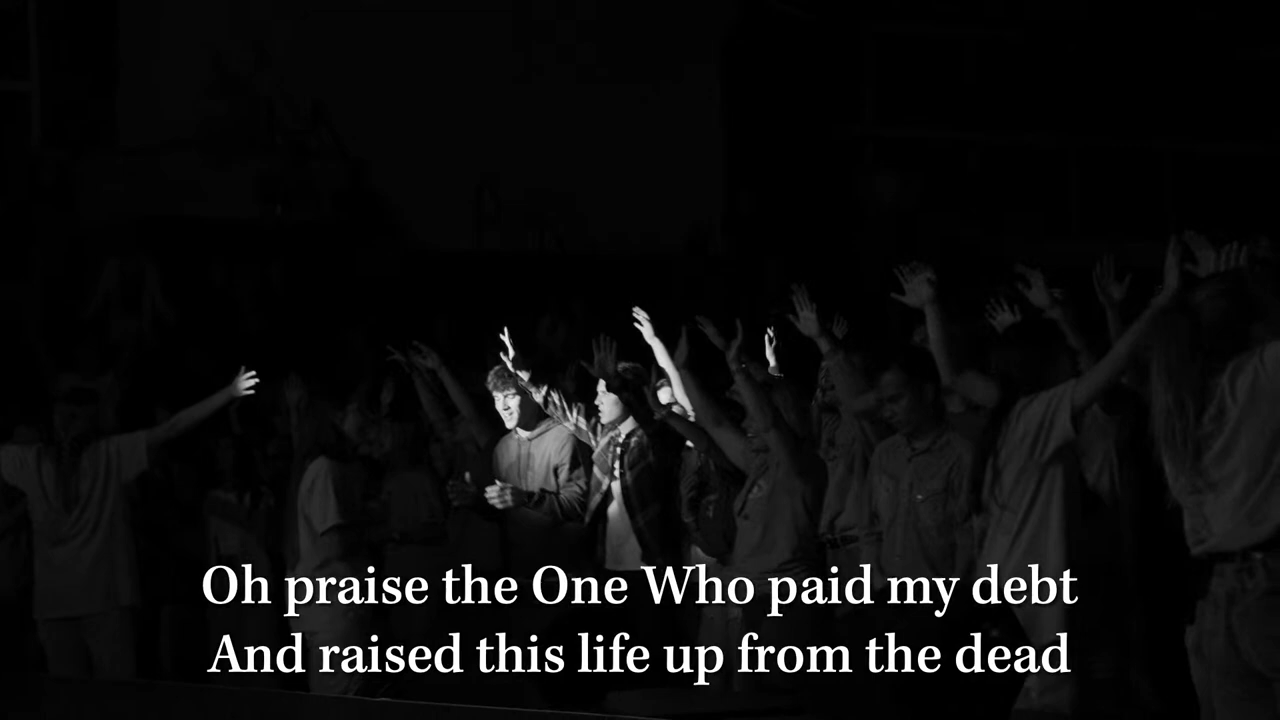 Oh praise the One Who paid my debt
And raised this life up from the dead